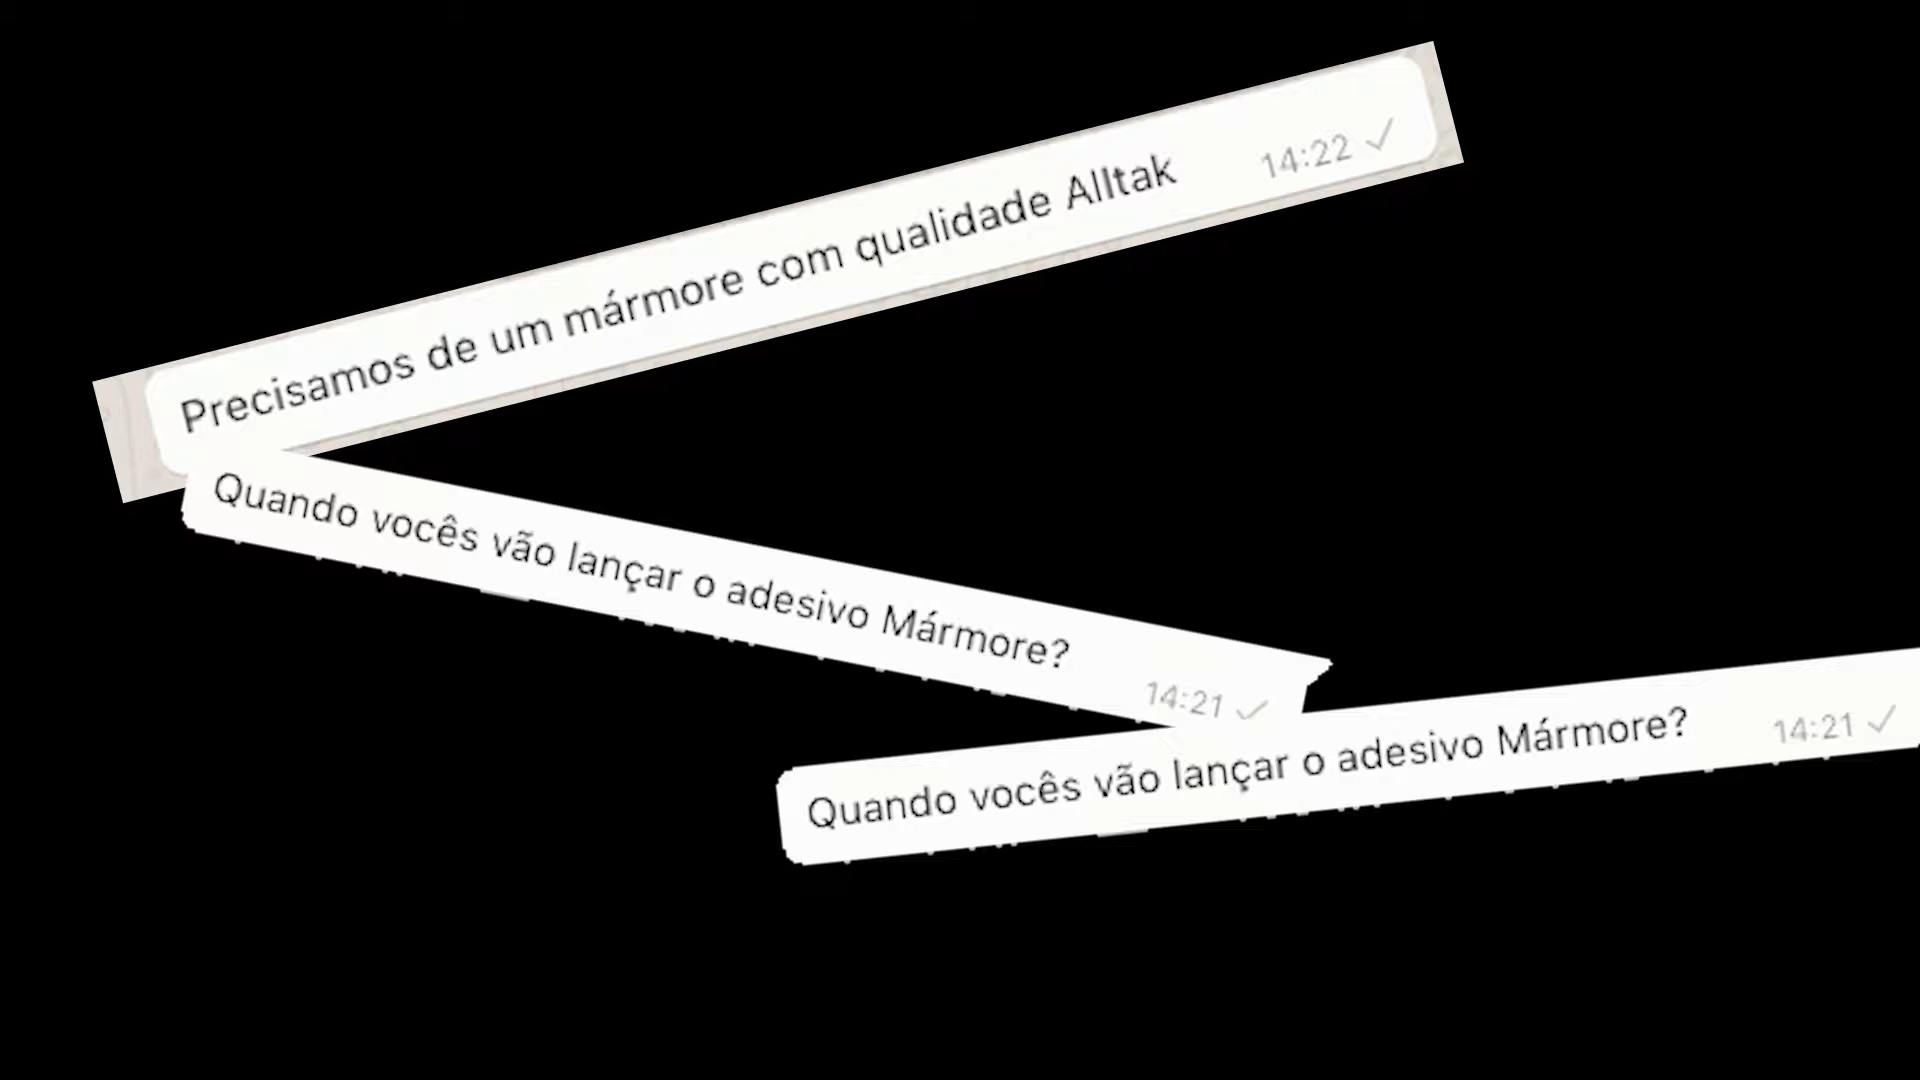 Precisamos de um mármore com qualidade Alltak 14:22
Quando vocês vão lançar o adesivo Mármore? 14:21
Quando vocês vão lançar o adesivo Mármore? 14:21